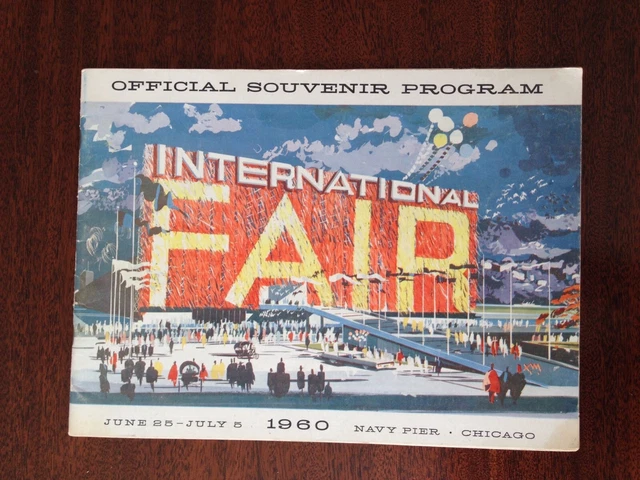 OFFICIAL SOUVENIR PROGRAM
INTERNATIONAL
FAIR
JUNE 25-JULY 5 1960 NAVY PIER · CHICAGO